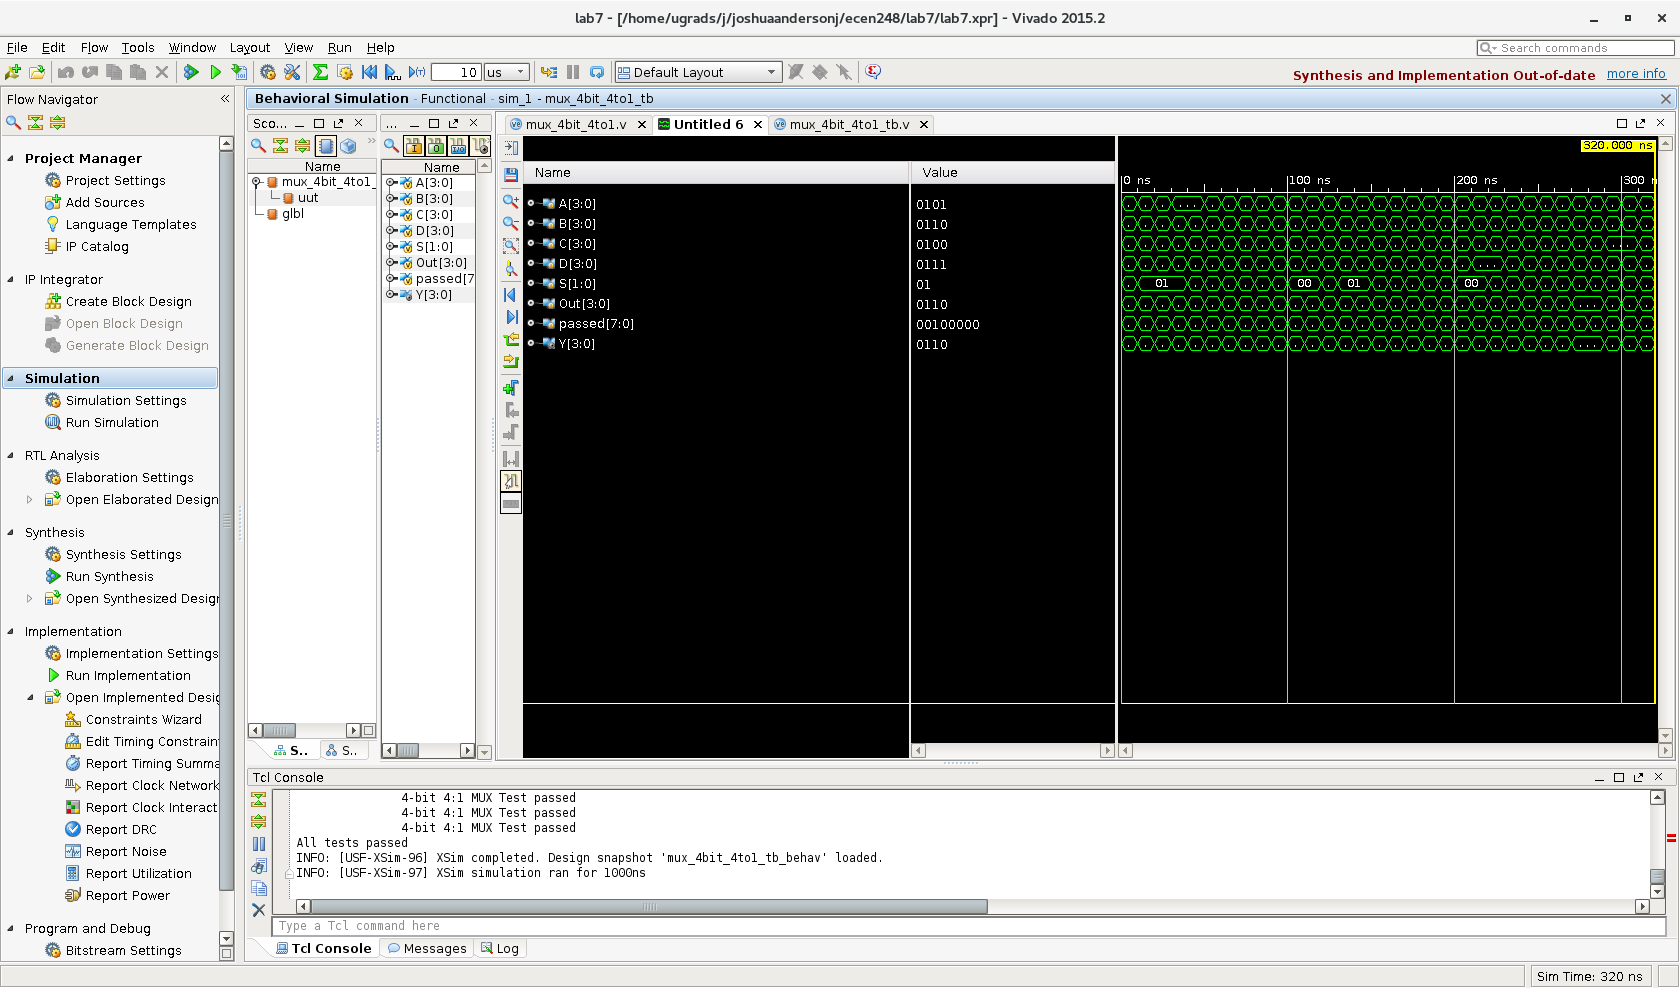 lab7 - [/home/ugrads/j/joshuaandersonj/ecen248/lab7/lab7.xpr] - Vivado 2015.2
File Edit Flow Tools Window Layout View Run Help
Search commands
10 us
Default Layout
Synthesis and Implementation Out-of-date more info
Flow Navigator
Project Manager
Project Settings
Add Sources
Language Templates
IP Catalog
IP Integrator
Create Block Design
Open Block Design
Generate Block Design
Simulation
Simulation Settings
Run Simulation
RTL Analysis
Elaboration Settings
Open Elaborated Design
Synthesis
Synthesis Settings
Run Synthesis
Open Synthesized Desigr
Implementation
Implementation Settings
Run Implementation
Open Implemented Desig
Constraints Wizard
Edit Timing Constrain
Report Timing Summa
Report Clock Network
Report Clock Interact
Report DRC
Report Noise
Report Utilization
Report Power
Program and Debug
Bitstream Settings
Behavioral Simulation - Functional - sim_1 - mux_4bit_4to1_tb
Sco...
Name
mux_4bit_4to1_
uut
glbl
S..
S..
...
Name
A[3:0]
B[3:0]
C[3:0]
D[3:0]
S[1:0]
Out[3:0]
passed[7
Y[3:0]
mux_4bit_4to1.v
Untitled 6
mux_4bit_4to1_tb.v
Name Value
A[3:0] 0101
B[3:0] 0110
C[3:0] 0100
D[3:0] 0111
S[1:0] 01
Out[3:0] 0110
passed[7:0] 00100000
Y[3:0] 0110
320.000 ns
0 ns 100 ns 200 ns 300 n
01 00 01 00
Tcl Console
4-bit 4:1 MUX Test passed
4-bit 4:1 MUX Test passed
4-bit 4:1 MUX Test passed
All tests passed
INFO: [USF-XSim-96] XSim completed. Design snapshot 'mux_4bit_4to1_tb_behav' loaded.
INFO: [USF-XSim-97] XSim simulation ran for 1000ns
Type a Tcl command here
Tcl Console Messages Log
Sim Time: 320 ns